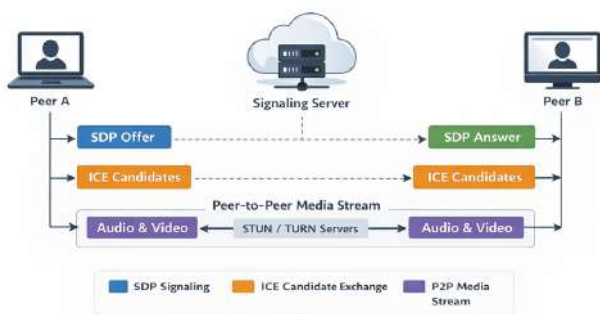 Peer A
Signaling Server
Peer B
SDP Offer
SDP Answer
ICE Candidates
ICE Candidates
Peer-to-Peer Media Stream
Audio & Video
STUN / TURN Servers
Audio & Video
SDP Signaling
ICE Candidate Exchange
P2P Media
Stream